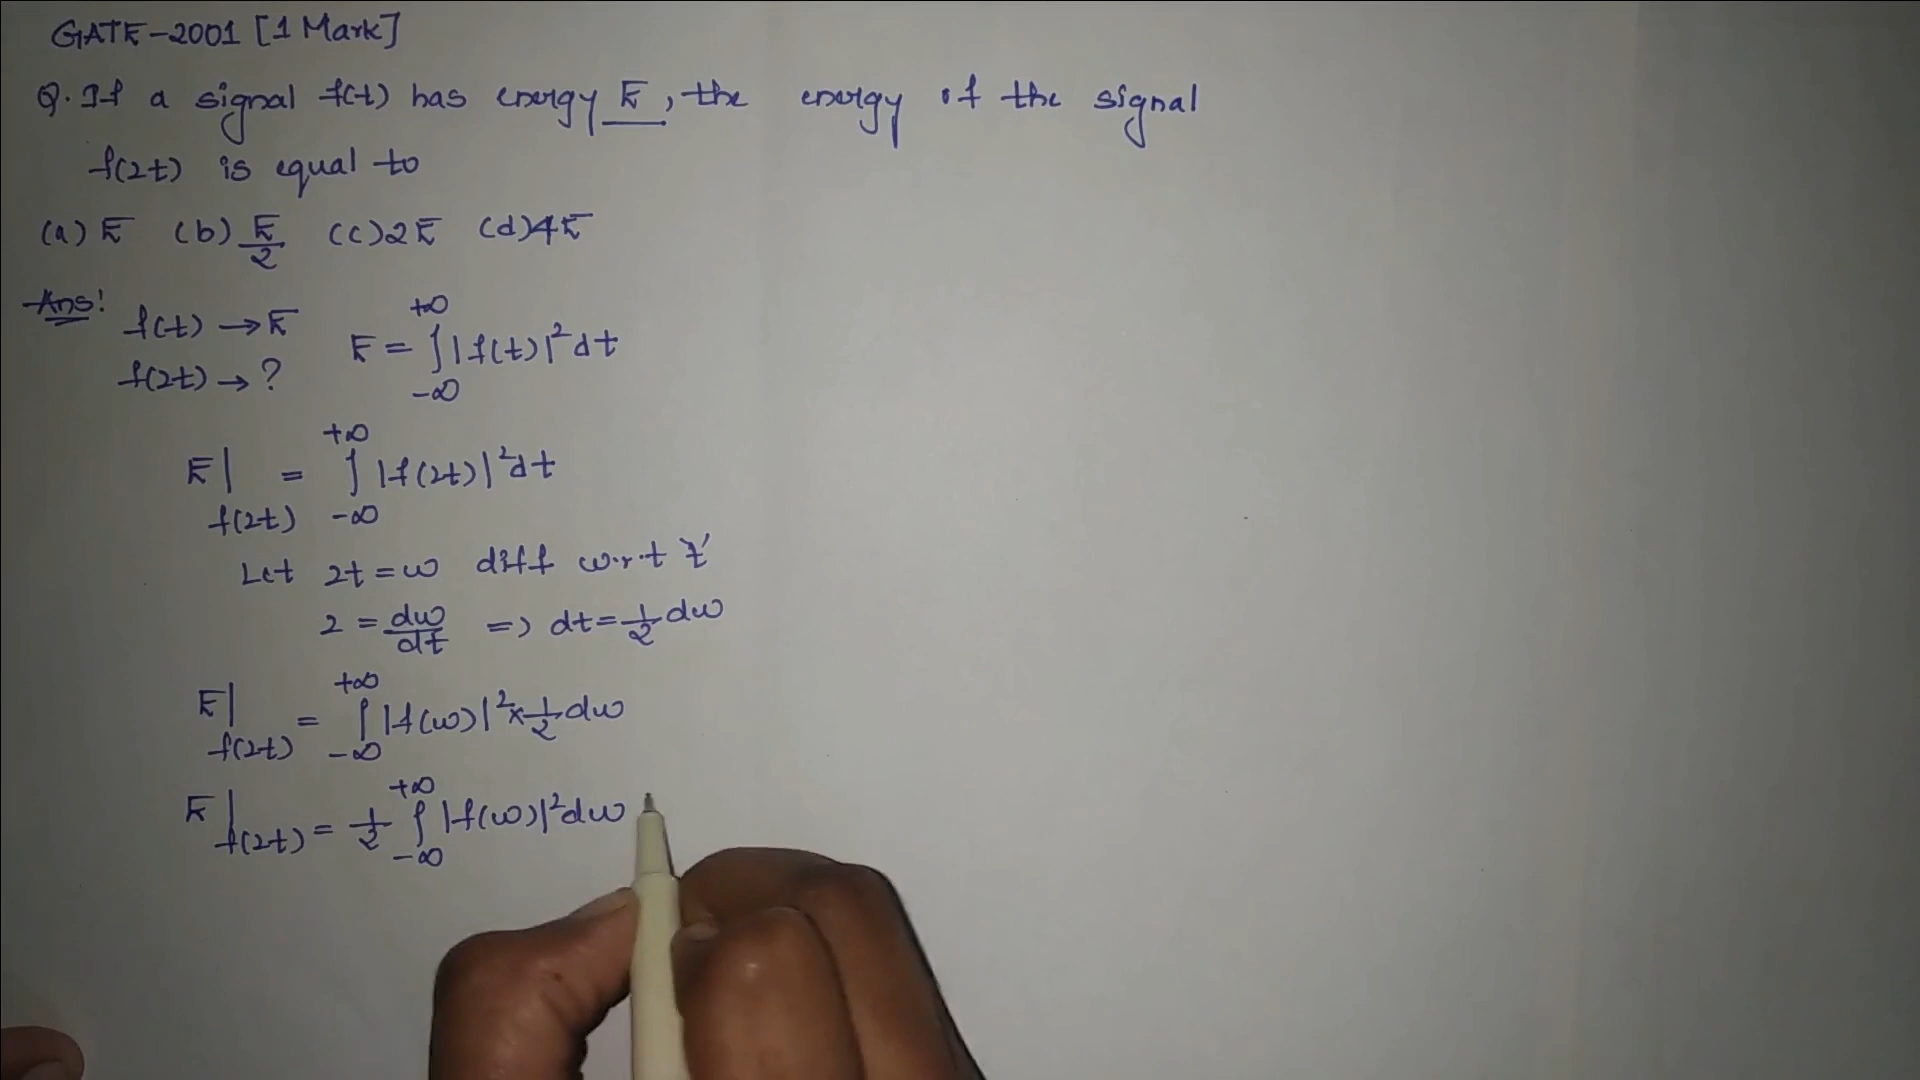 GATE-2001 [1 Mark]
Q. If a signal f(t) has energy E, the energy of the signal
f(2t) is equal to
(a) E (b) E/2 (c) 2E (d) 4E
Ans:
f(t) → E E = ∫_{-∞}^{+∞} |f(t)|² dt
f(2t) → ?
E|_{f(2t)} = ∫_{-∞}^{+∞} |f(2t)|² dt
Let 2t = ω diff w.r.t 't'
2 = dω/dt => dt = 1/2 dω
E|_{f(2t)} = ∫_{-∞}^{+∞} |f(ω)|² × 1/2 dω
E|_{f(2t)} = 1/2 ∫_{-∞}^{+∞} |f(ω)|² dω